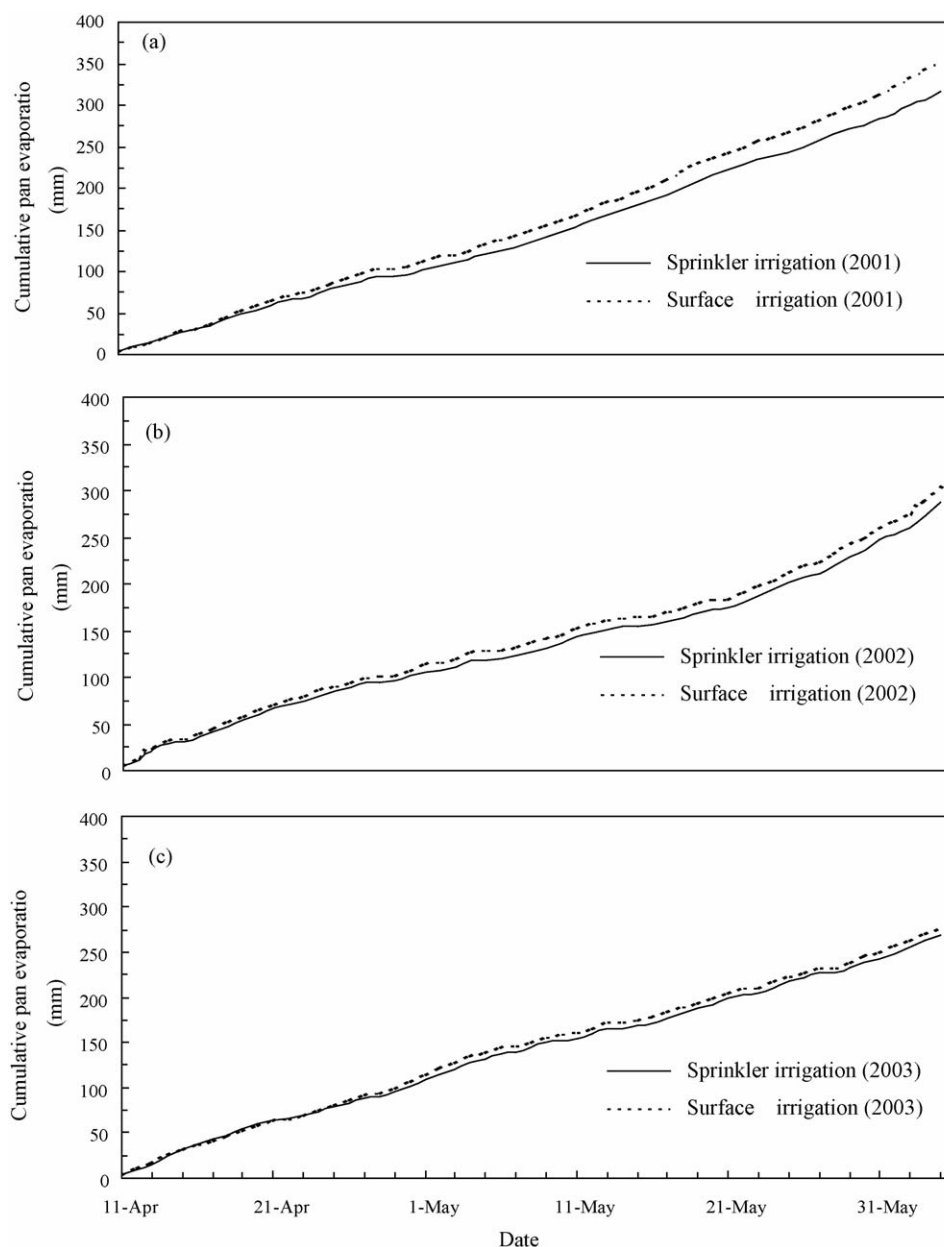 400
350
300
250
200
150
100
50
0
Cumulative pan evaporatio
(mm)
(a)
Sprinkler irrigation (2001)
Surface irrigation (2001)
400
350
300
250
200
150
100
50
0
Cumulative pan evaporatio
(mm)
(b)
Sprinkler irrigation (2002)
Surface irrigation (2002)
400
350
300
250
200
150
100
50
0
Cumulative pan evaporatio
(mm)
(c)
Sprinkler irrigation (2003)
Surface irrigation (2003)
11-Apr 21-Apr 1-May 11-May 21-May 31-May
Date